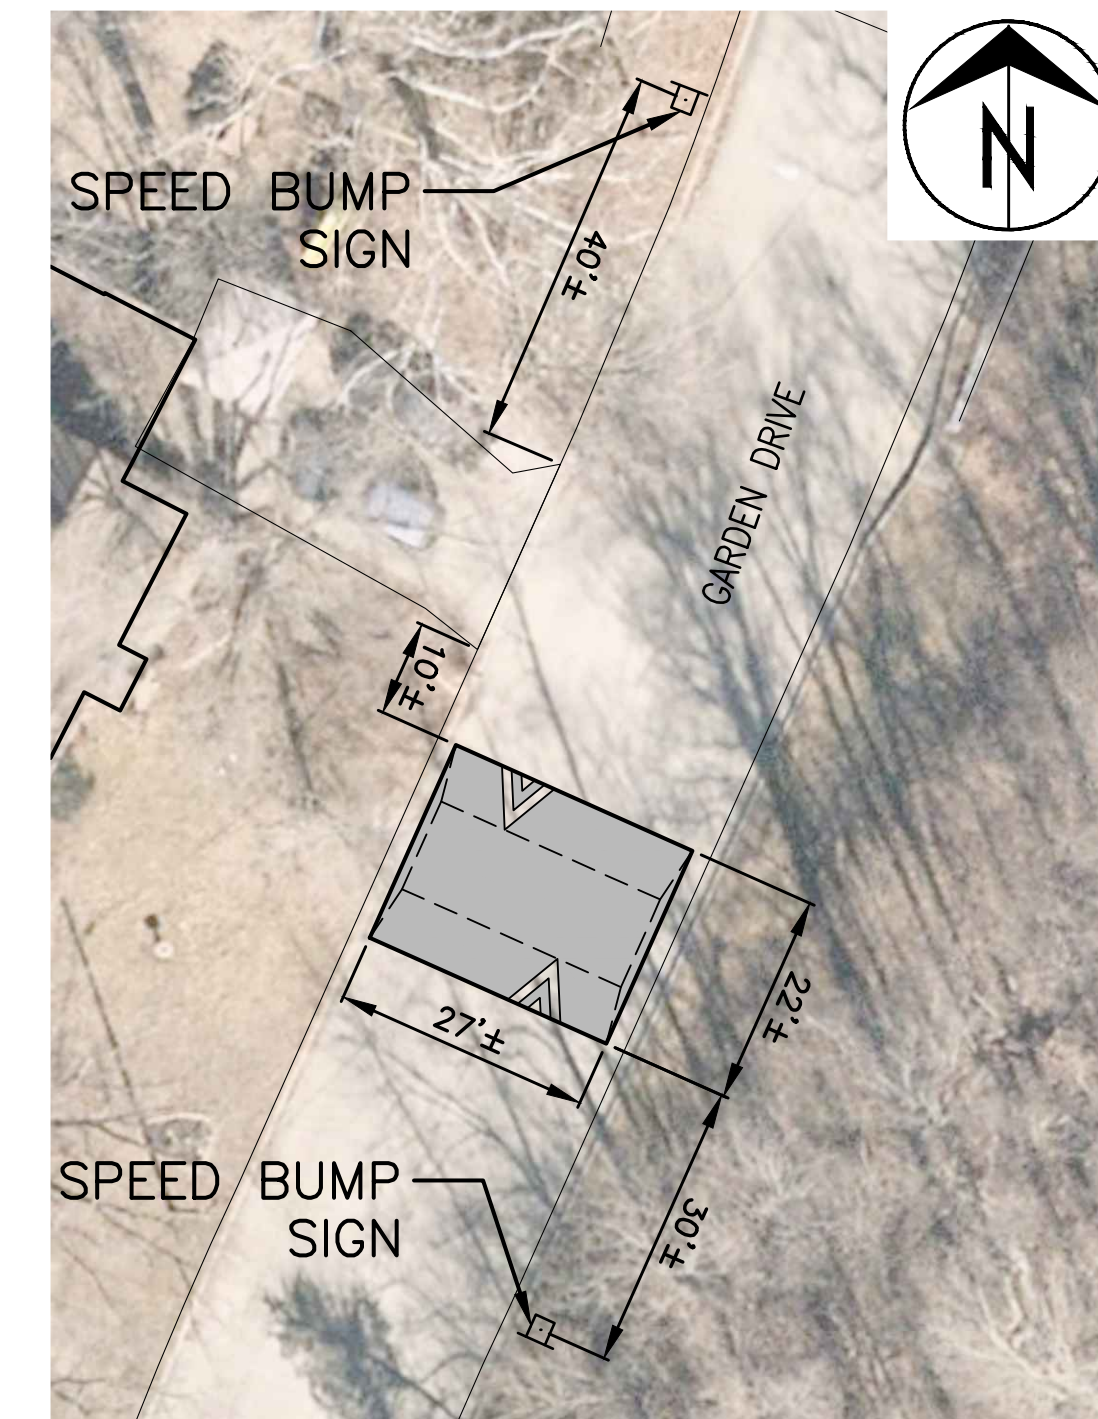 N
SPEED BUMP
SIGN
40'±
GARDEN DRIVE
10'±
27'±
22'±
SPEED BUMP
SIGN
30'±